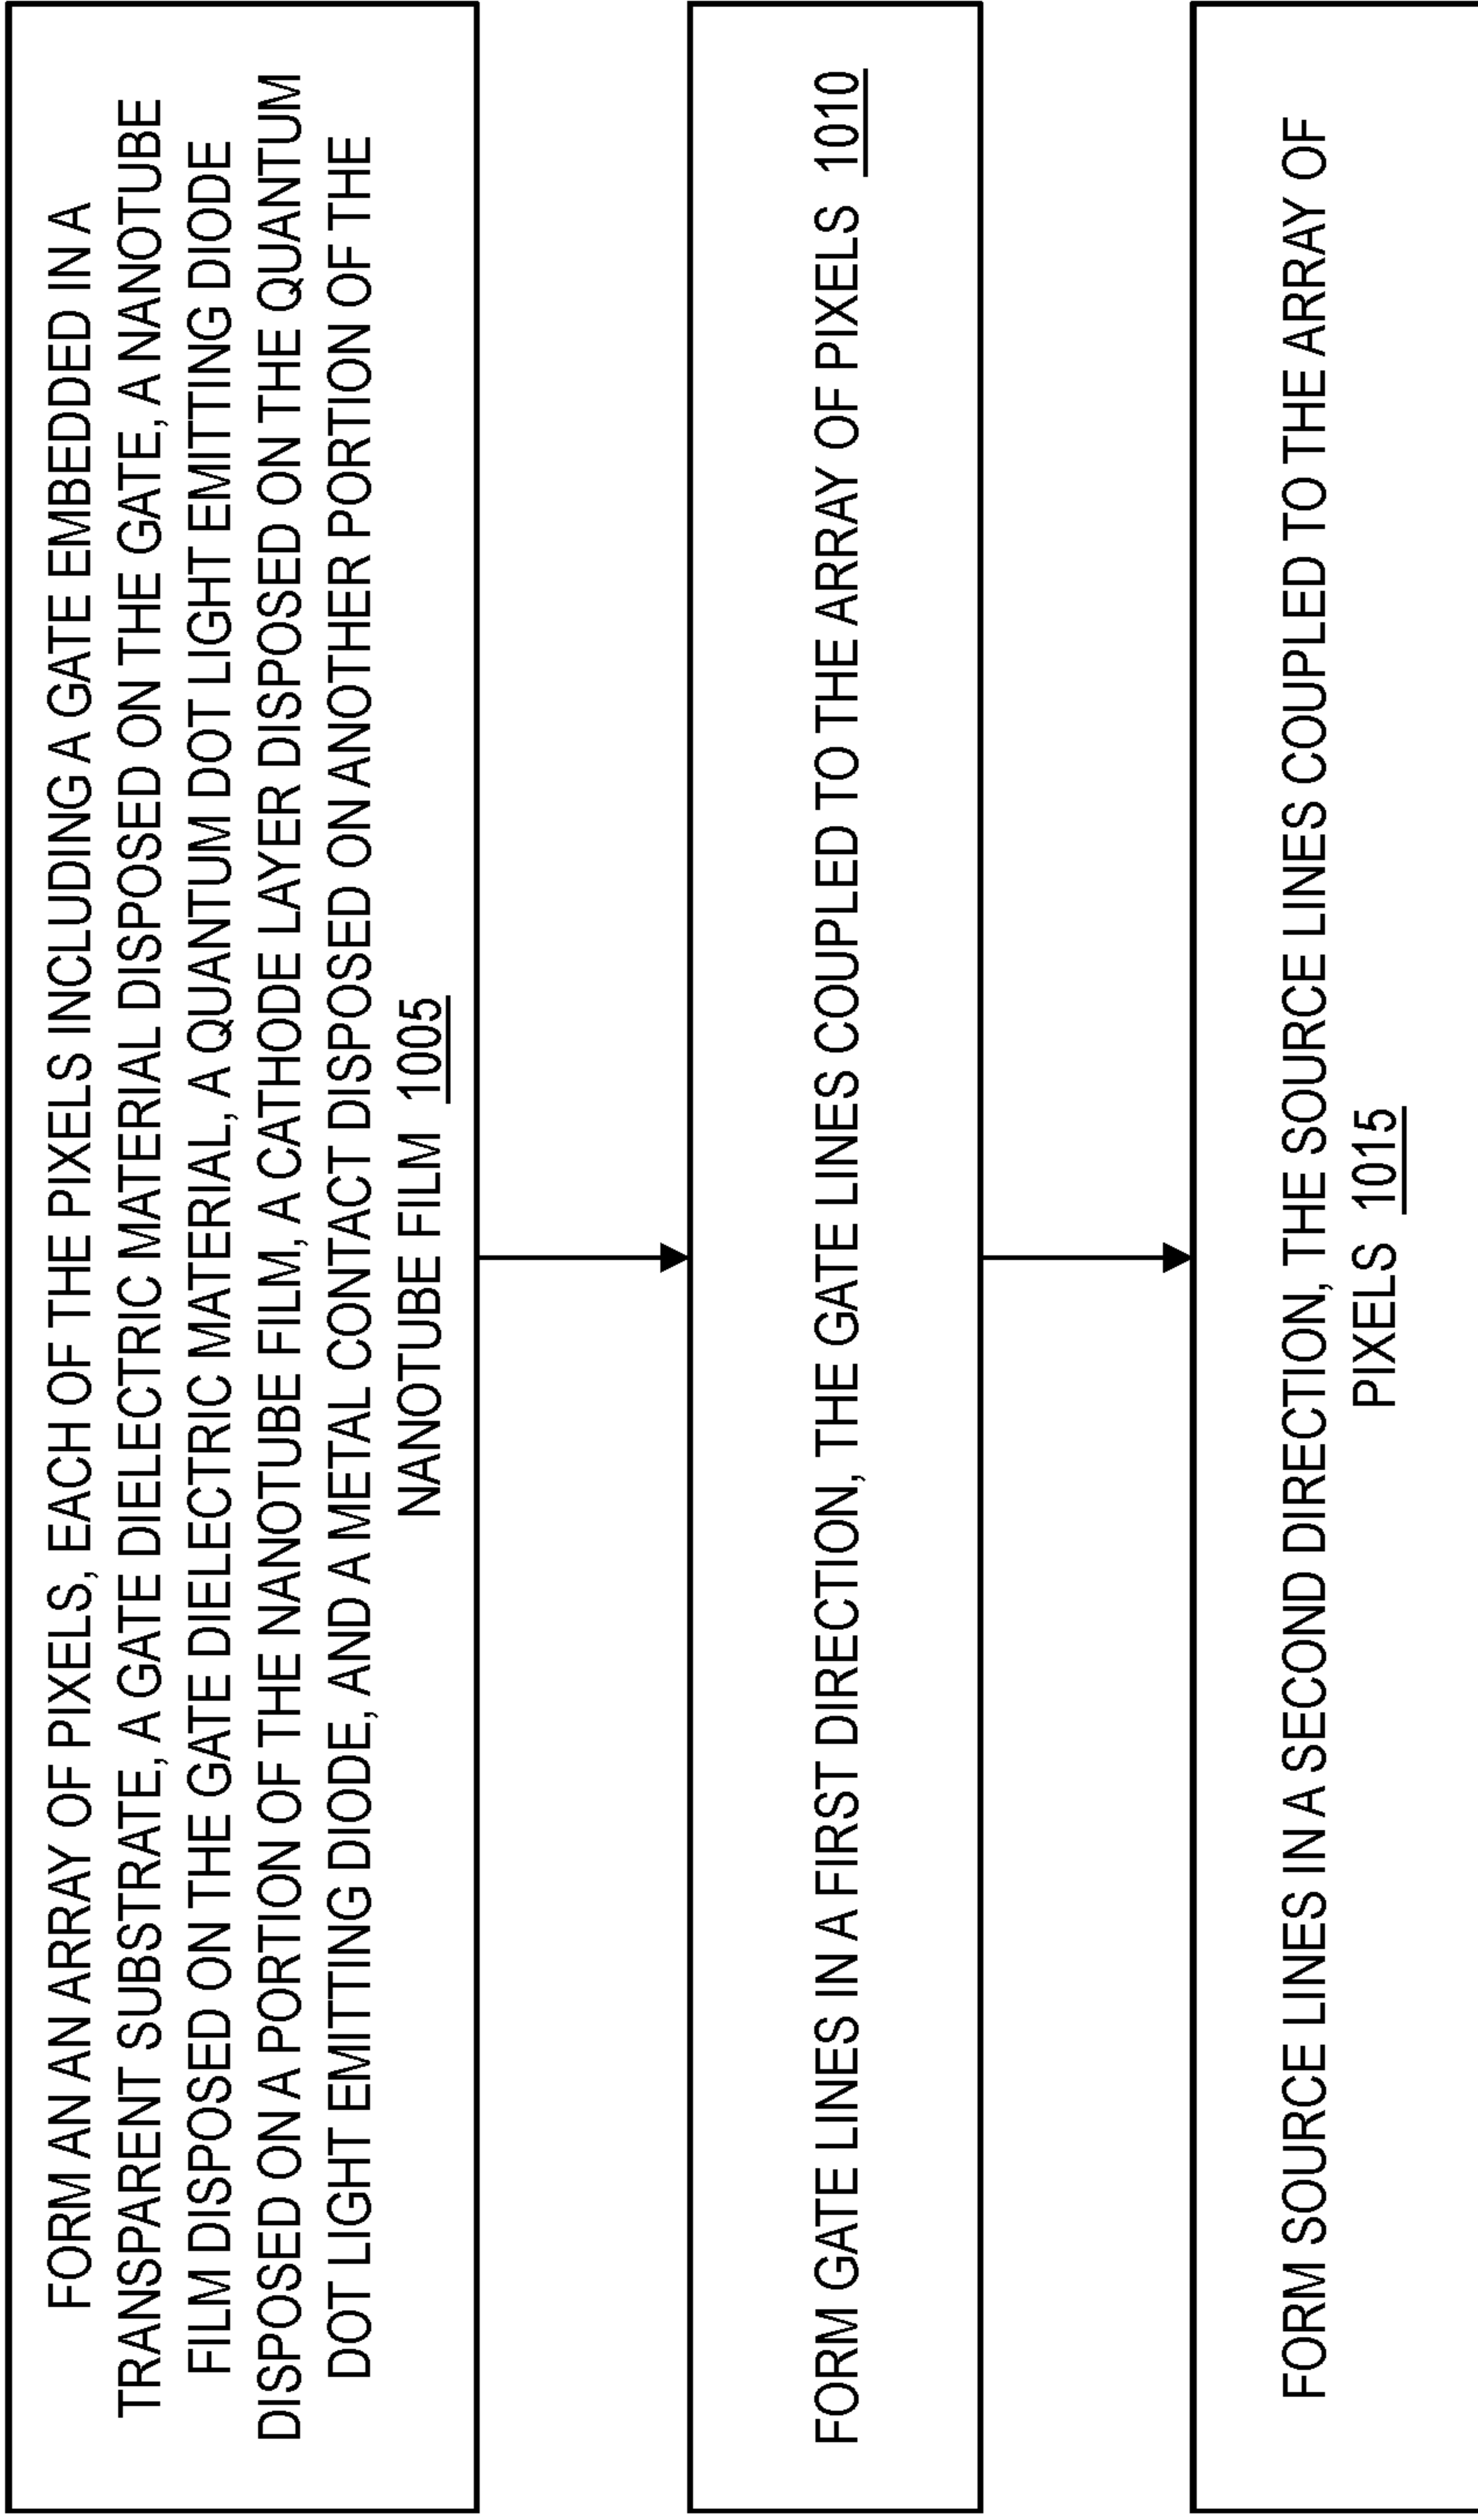 FORM AN AN ARRAY OF PIXELS, EACH OF THE PIXELS INCLUDING A GATE EMBEDDED IN A
TRANSPARENT SUBSTRATE, A GATE DIELECTRIC MATERIAL DISPOSED ON THE GATE, A NANOTUBE
FILM DISPOSED ON THE GATE DIELECTRIC MATERIAL, A QUANTUM DOT LIGHT EMITTING DIODE
DISPOSED ON A PORTION OF THE NANOTUBE FILM, A CATHODE LAYER DISPOSED ON THE QUANTUM
DOT LIGHT EMITTING DIODE, AND A METAL CONTACT DISPOSED ON ANOTHER PORTION OF THE
NANOTUBE FILM 1005
FORM GATE LINES IN A FIRST DIRECTION, THE GATE LINES COUPLED TO THE ARRAY OF PIXELS 1010
FORM SOURCE LINES IN A SECOND DIRECTION, THE SOURCE LINES COUPLED TO THE ARRAY OF
PIXELS 1015